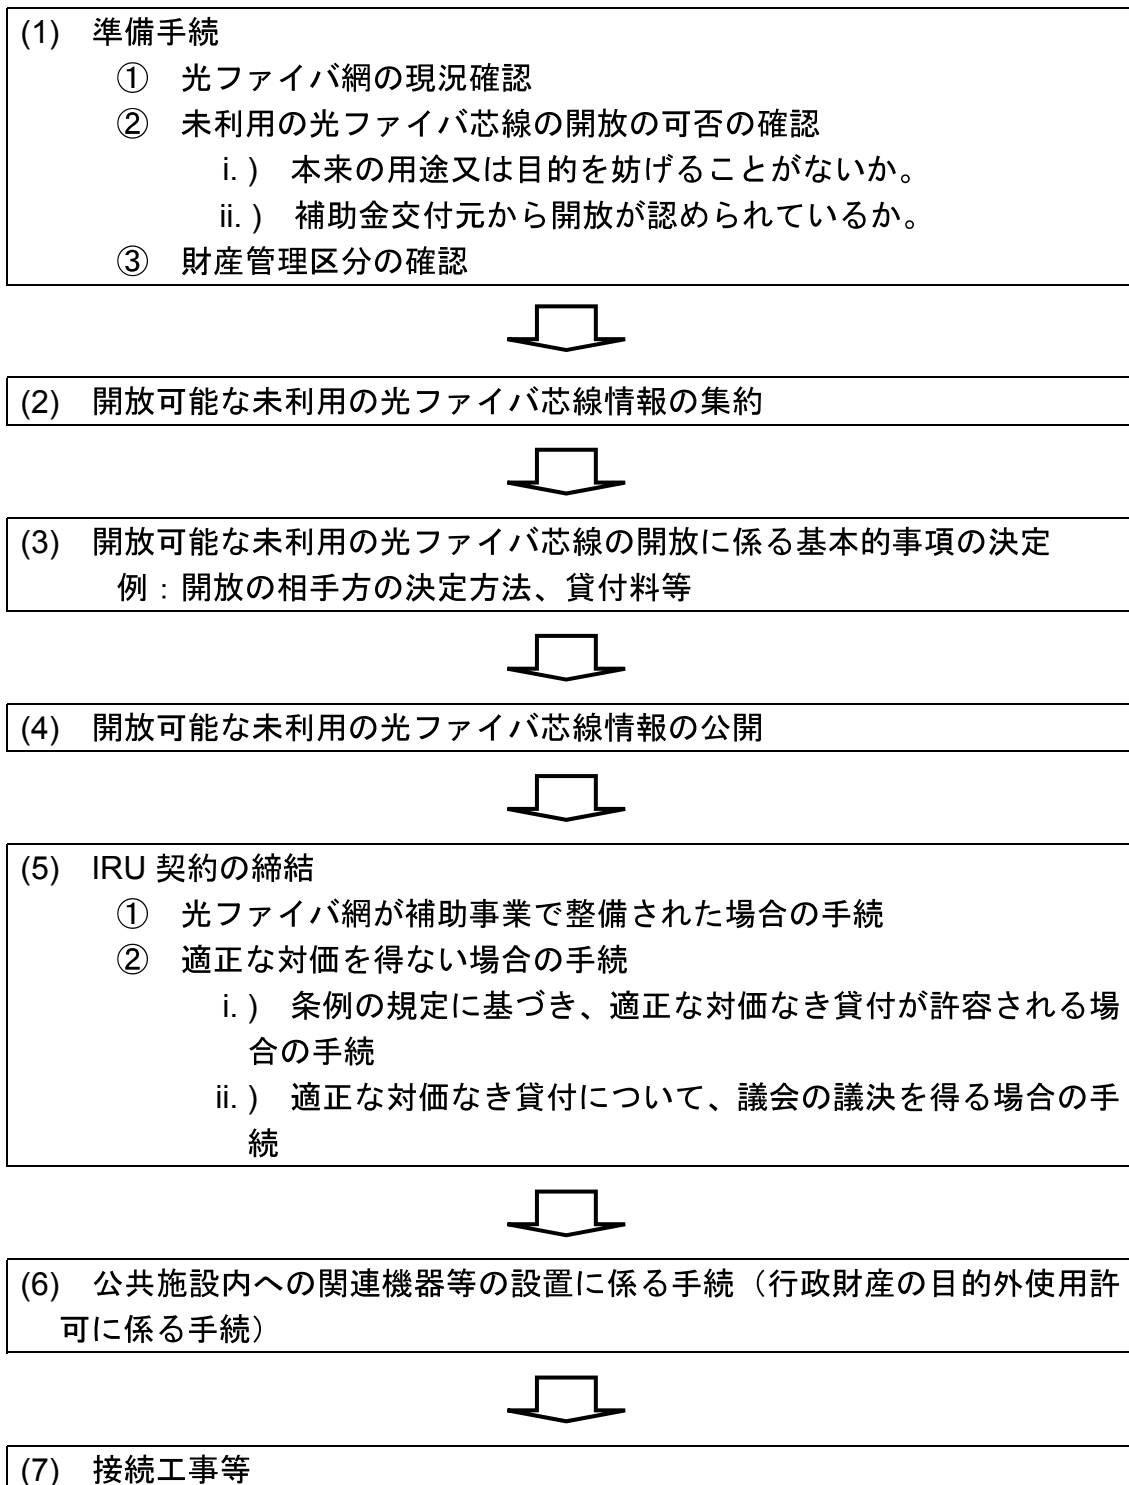 (1) 準備手続
① 光ファイバ網の現況確認
② 未利用の光ファイバ芯線の開放の可否の確認
i. ) 本来の用途又は目的を妨げることがないか。
ii. ) 補助金交付元から開放が認められているか。
③ 財産管理区分の確認
(2) 開放可能な未利用の光ファイバ芯線情報の集約
(3) 開放可能な未利用の光ファイバ芯線の開放に係る基本的事項の決定
例：開放の相手方の決定方法、貸付料等
(4) 開放可能な未利用の光ファイバ芯線情報の公開
(5) IRU 契約の締結
① 光ファイバ網が補助事業で整備された場合の手続
② 適正な対価を得ない場合の手続
i. ) 条例の規定に基づき、適正な対価なき貸付が許容される場
合の手続
ii. ) 適正な対価なき貸付について、議会の議決を得る場合の手
続
(6) 公共施設内への関連機器等の設置に係る手続（行政財産の目的外使用許
可に係る手続）
(7) 接続工事等